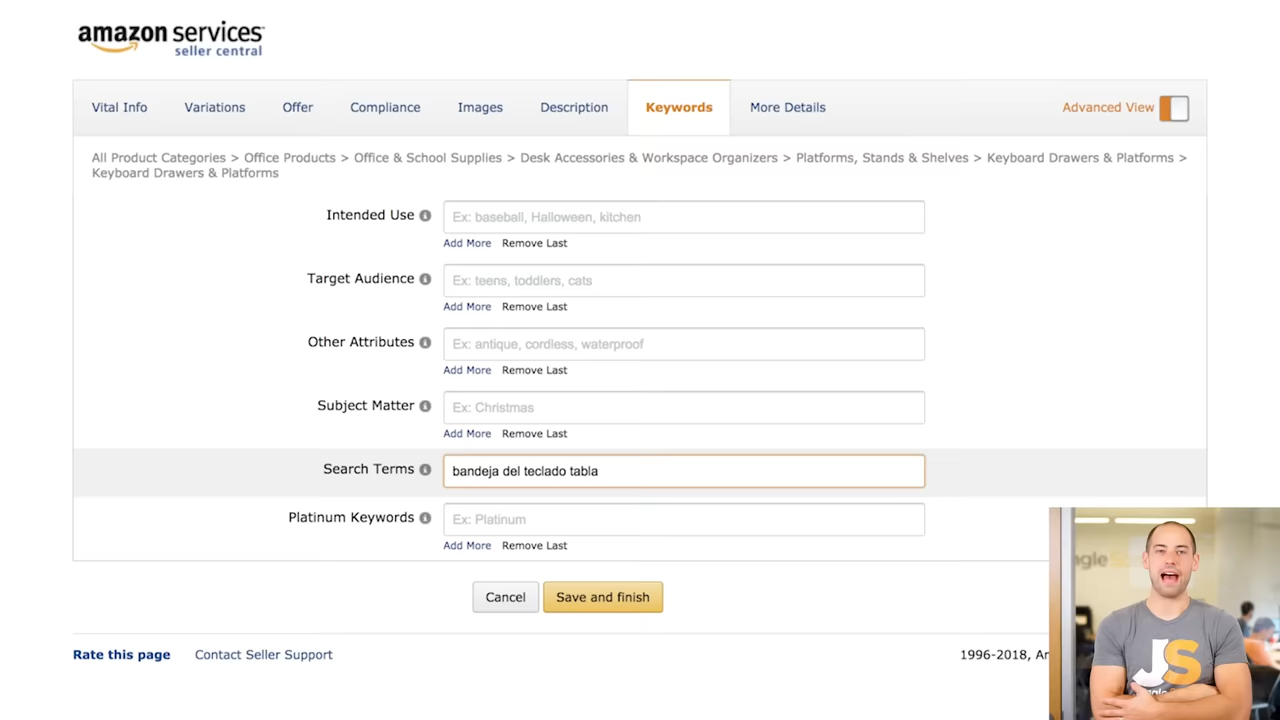 amazon services
seller central
Vital Info Variations Offer Compliance Images Description Keywords More Details Advanced View
All Product Categories > Office Products > Office & School Supplies > Desk Accessories & Workspace Organizers > Platforms, Stands & Shelves > Keyboard Drawers & Platforms >
Keyboard Drawers & Platforms
Intended Use Ex: baseball, Halloween, kitchen
Add More Remove Last
Target Audience Ex: teens, toddlers, cats
Add More Remove Last
Other Attributes Ex: antique, cordless, waterproof
Add More Remove Last
Subject Matter Ex: Christmas
Add More Remove Last
Search Terms bandeja del teclado tabla
Platinum Keywords Ex: Platinum
Add More Remove Last
Cancel Save and finish
Rate this page Contact Seller Support 1996-2018,
JS